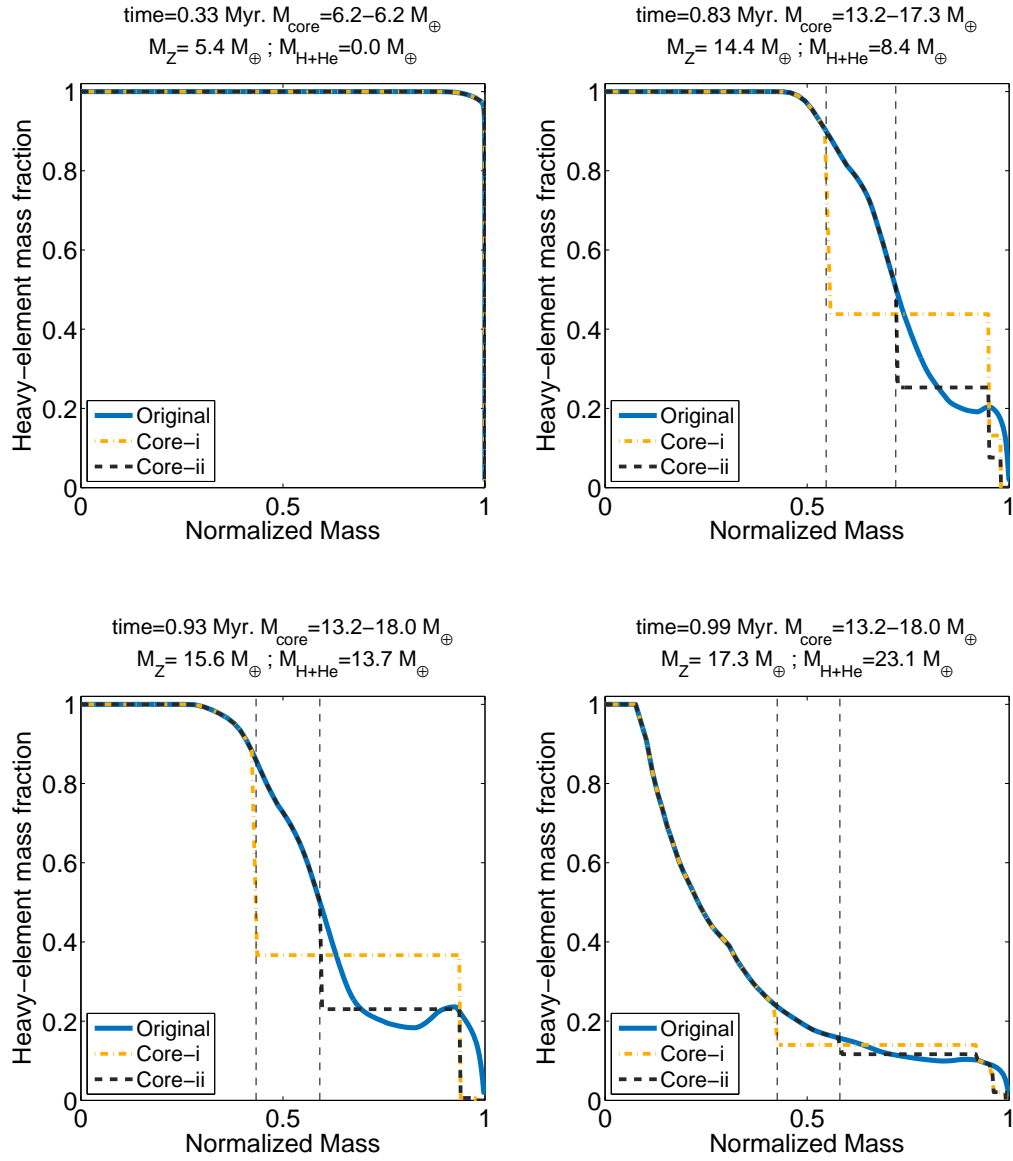 time=0.33 Myr. M_core=6.2−6.2 M_⊕
M_Z= 5.4 M_⊕ ; M_H+He=0.0 M_⊕
1
0.8
0.6
0.4
0.2
0
Heavy−element mass fraction
Original
Core−i
Core−ii
0 0.5 1
Normalized Mass
time=0.83 Myr. M_core=13.2−17.3 M_⊕
M_Z= 14.4 M_⊕ ; M_H+He=8.4 M_⊕
1
0.8
0.6
0.4
0.2
0
Heavy−element mass fraction
Original
Core−i
Core−ii
0 0.5 1
Normalized Mass
time=0.93 Myr. M_core=13.2−18.0 M_⊕
M_Z= 15.6 M_⊕ ; M_H+He=13.7 M_⊕
1
0.8
0.6
0.4
0.2
0
Heavy−element mass fraction
Original
Core−i
Core−ii
0 0.5 1
Normalized Mass
time=0.99 Myr. M_core=13.2−18.0 M_⊕
M_Z= 17.3 M_⊕ ; M_H+He=23.1 M_⊕
1
0.8
0.6
0.4
0.2
0
Heavy−element mass fraction
Original
Core−i
Core−ii
0 0.5 1
Normalized Mass